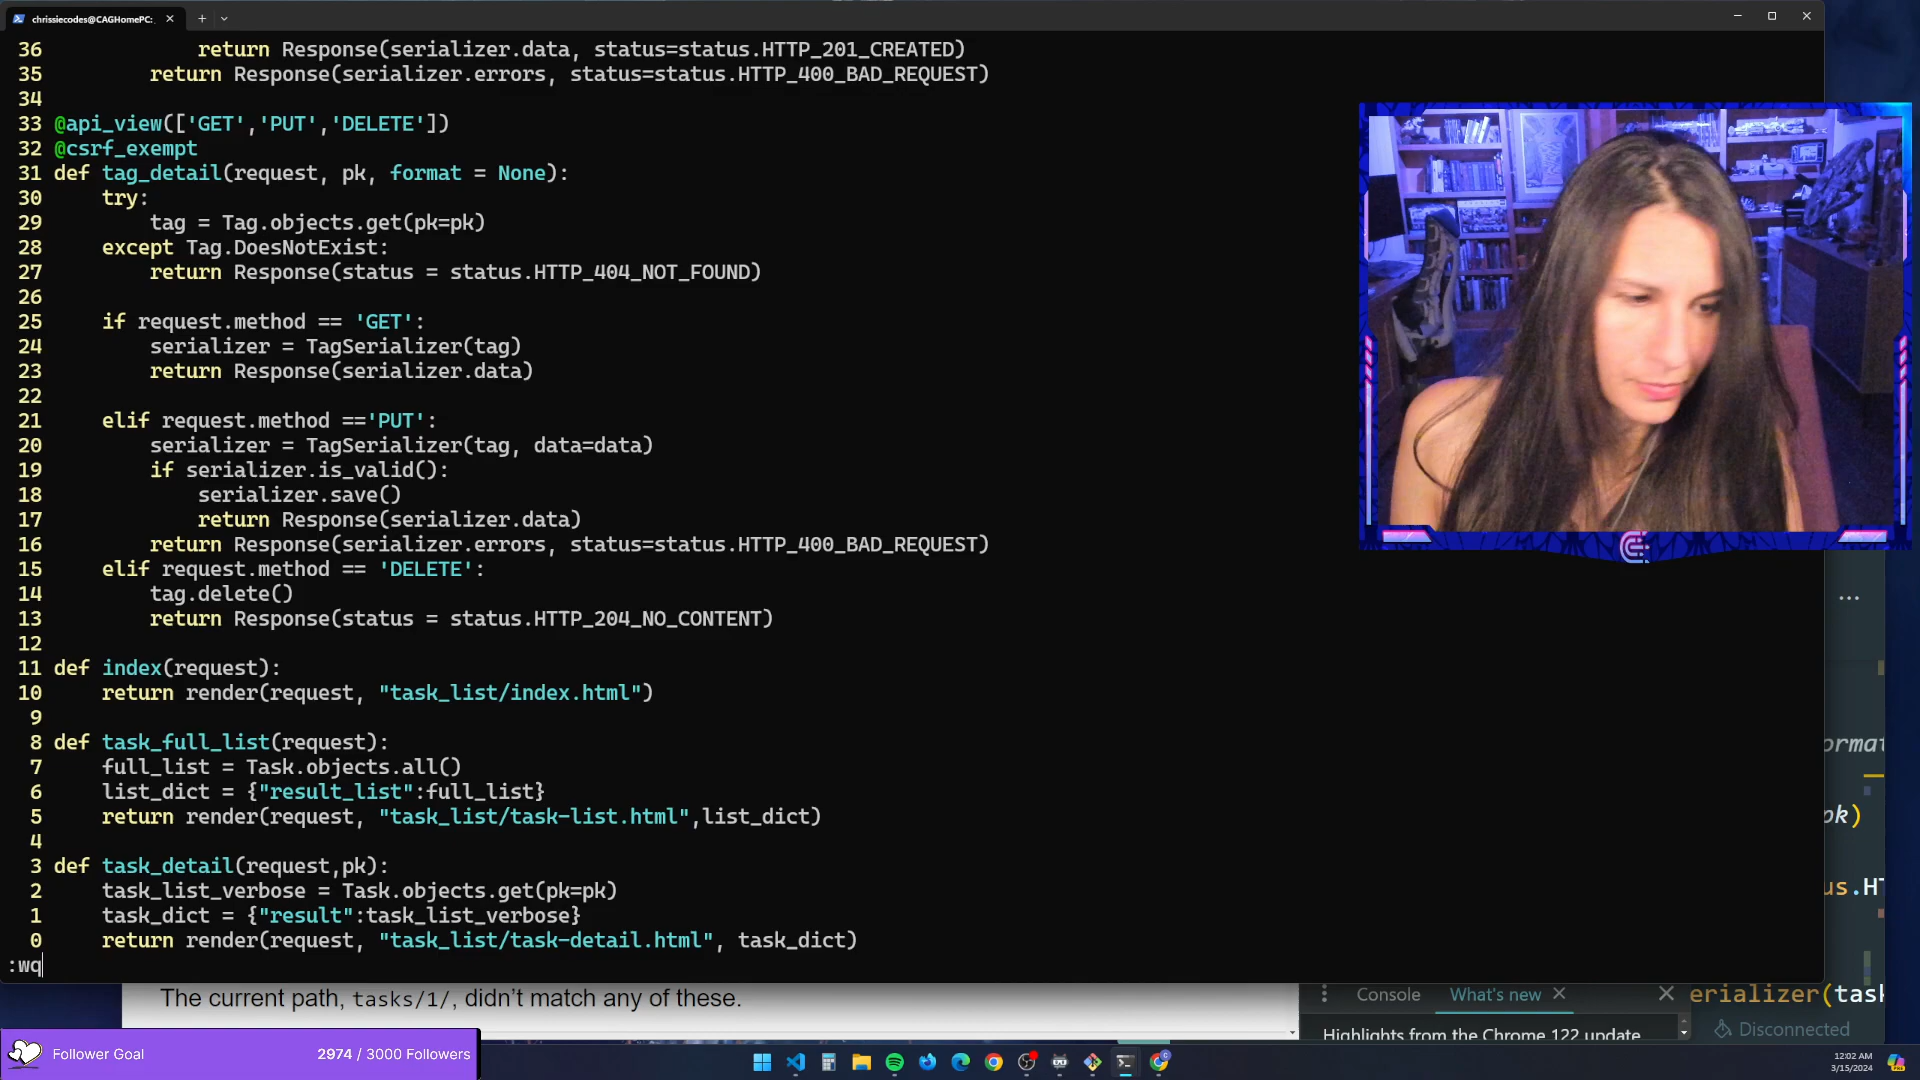 chrissiecodes@CAGHomePC:
36 return Response(serializer.data, status=status.HTTP_201_CREATED)
35 return Response(serializer.errors, status=status.HTTP_400_BAD_REQUEST)
34
33 @api_view(['GET','PUT','DELETE'])
32 @csrf_exempt
31 def tag_detail(request, pk, format = None):
30 try:
29 tag = Tag.objects.get(pk=pk)
28 except Tag.DoesNotExist:
27 return Response(status = status.HTTP_404_NOT_FOUND)
26
25 if request.method == 'GET':
24 serializer = TagSerializer(tag)
23 return Response(serializer.data)
22
21 elif request.method =='PUT':
20 serializer = TagSerializer(tag, data=data)
19 if serializer.is_valid():
18 serializer.save()
17 return Response(serializer.data)
16 return Response(serializer.errors, status=status.HTTP_400_BAD_REQUEST)
15 elif request.method == 'DELETE':
14 tag.delete()
13 return Response(status = status.HTTP_204_NO_CONTENT)
12
11 def index(request):
10 return render(request, "task_list/index.html")
9
8 def task_full_list(request):
7 full_list = Task.objects.all()
6 list_dict = {"result_list":full_list}
5 return render(request, "task_list/task-list.html",list_dict)
4
3 def task_detail(request,pk):
2 task_list_verbose = Task.objects.get(pk=pk)
1 task_dict = {"result":task_list_verbose}
0 return render(request, "task_list/task-detail.html", task_dict)
:wq
ormat
pk)
us.HT
The current path, tasks/1/, didn't match any of these.
Console What's new
erializer(task
Highlights from the Chrome 122 update
Disconnected
Follower Goal 2974 / 3000 Followers
12:02 AM
3/15/2024